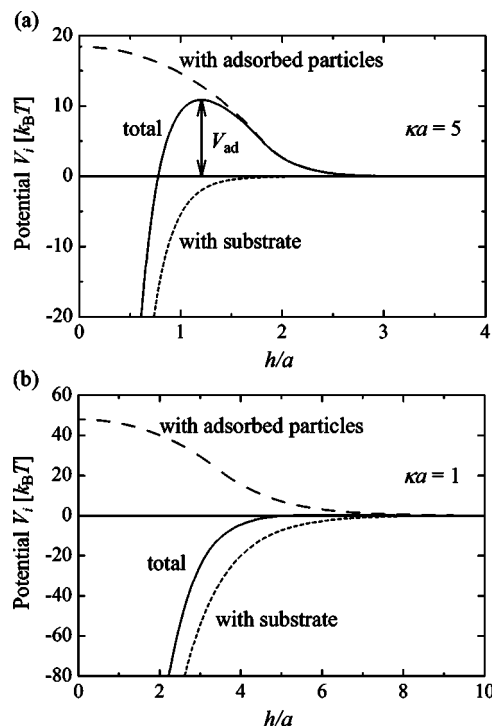 (a)
20
10
0
-10
-20
Potential Vᵢ [k_BT]
with adsorbed particles
total
V_ad
κa = 5
with substrate
0 1 2 3 4
h/a
(b)
60
40
20
0
-20
-40
-60
-80
Potential Vᵢ [k_BT]
with adsorbed particles
κa = 1
total
with substrate
0 2 4 6 8 10
h/a